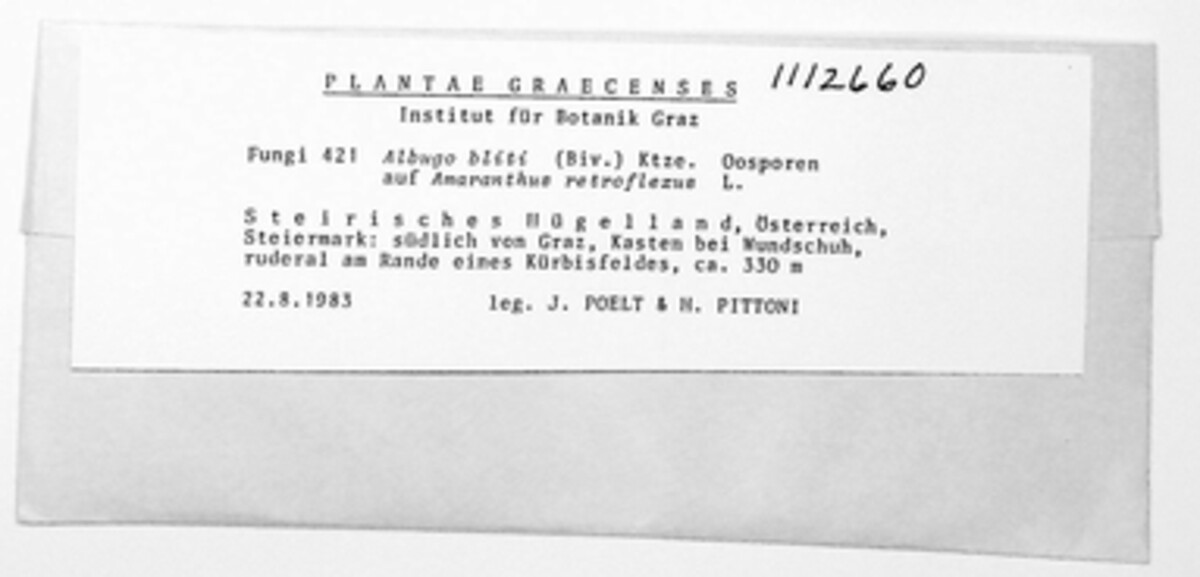 PLANTAE GRAECENSES 1112660
Institut für Botanik Graz
Fungi 421 Albugo bliti (Biv.) Ktze. Oosporen
auf Amaranthus retroflexus L.
Steirisches Hügelland, Österreich,
Steiermark: südlich von Graz, Kasten bei Wundschuh,
ruderal am Rande eines Kürbisfeldes, ca. 330 m
22.8.1983 leg. J. POELT & H. PITTONI